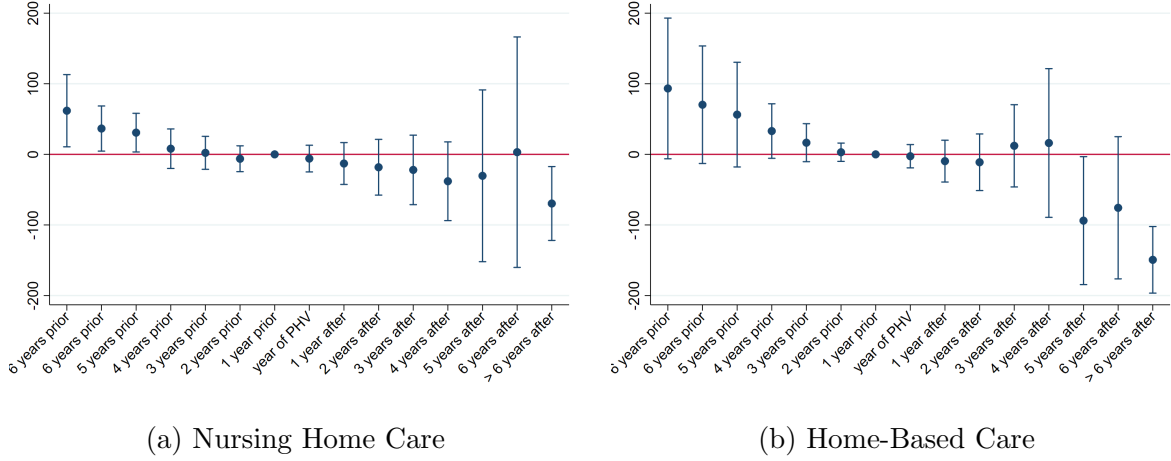 200
100
0
-100
-200
6 years prior
6 years prior
5 years prior
4 years prior
3 years prior
2 years prior
1 year prior
year of PHV
1 year after
2 years after
3 years after
4 years after
5 years after
6 years after
> 6 years after
(a) Nursing Home Care
200
100
0
-100
-200
6 years prior
6 years prior
5 years prior
4 years prior
3 years prior
2 years prior
1 year prior
year of PHV
1 year after
2 years after
3 years after
4 years after
5 years after
6 years after
> 6 years after
(b) Home-Based Care